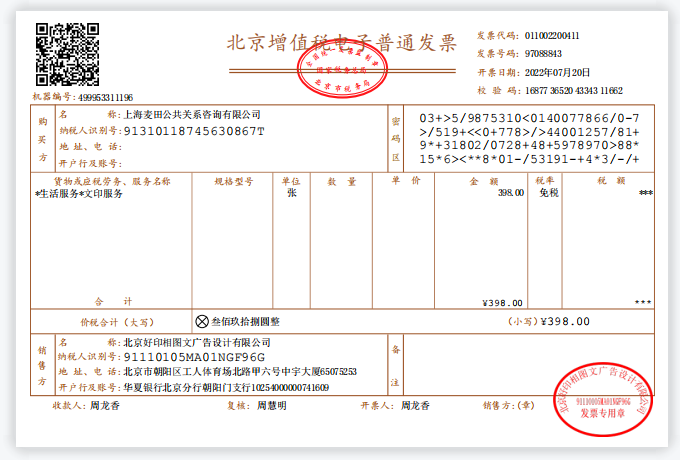 北京增值税电子普通发票
发票代码: 011002200411
发票号码: 97088843
开票日期: 2022年07月20日
校 验 码: 16877 36520 43343 11662
机器编号: 499953311196
购买方
名 称: 上海麦田公共关系咨询有限公司
纳税人识别号: 91310118745630867T
地 址、电 话:
开户行及账号:
密码区
03+>5/9875310<0140077866/0-7
>/519+<<0+778>/>44001257/81+
9*+31802/0728+48+5978970>88*
15*6><**8*01-/53191-+4*3/-/+
货物或应税劳务、服务名称 规格型号 单位 数 量 单 价 金 额 税率 税 额
*生活服务*文印服务 张 398.00 免税 ***
合 计 ¥398.00 ***
价税合计（大写） ⊗ 叁佰玖拾捌圆整 (小写) ¥398.00
销售方
名 称: 北京好印相图文广告设计有限公司
纳税人识别号: 91110105MA01NGF96G
地 址、电 话: 北京市朝阳区工人体育场北路甲六号中宇大厦65075253
开户行及账号: 华夏银行北京分行朝阳门支行10254000000741609
备注
收款人: 周龙香 复核: 周慧明 开票人: 周龙香 销售方:(章)
北京好印相图文广告设计有限公司
91110105MA01NGF96G
发票专用章